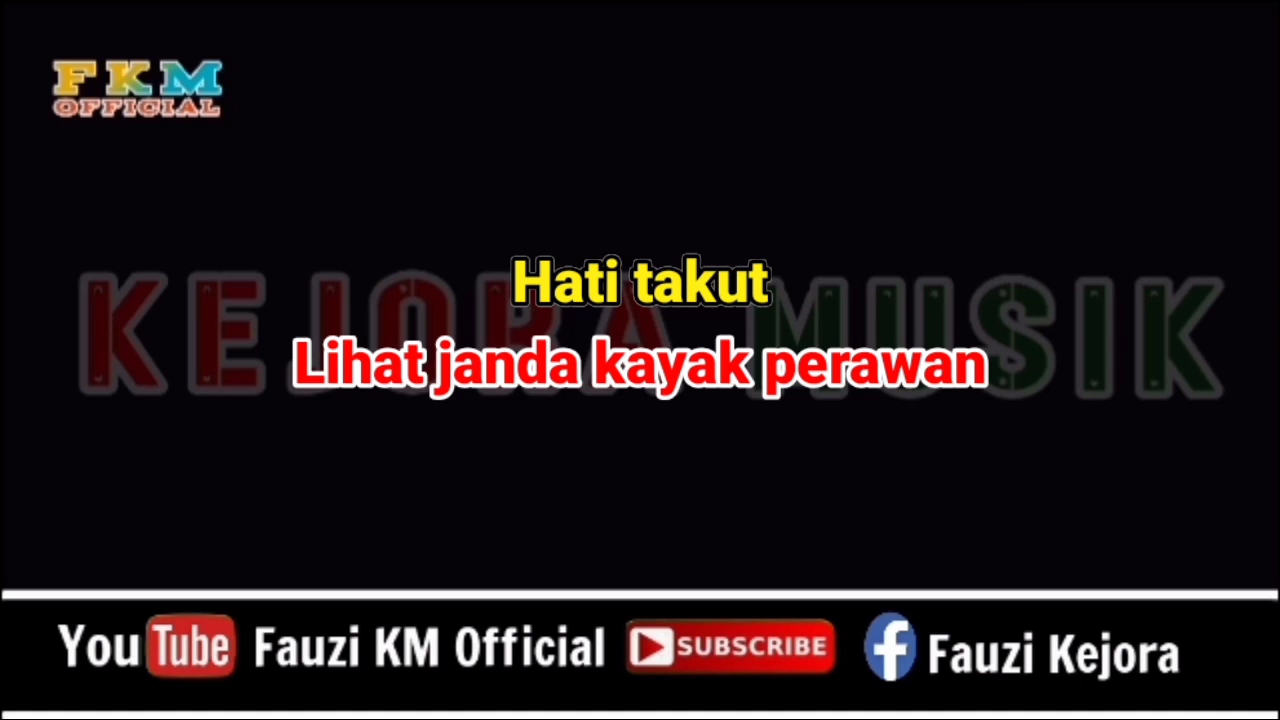 FKM
OFFICIAL
KEJORA MUSIK
Hati takut
Lihat janda kayak perawan
YouTube Fauzi KM Official SUBSCRIBE f Fauzi Kejora